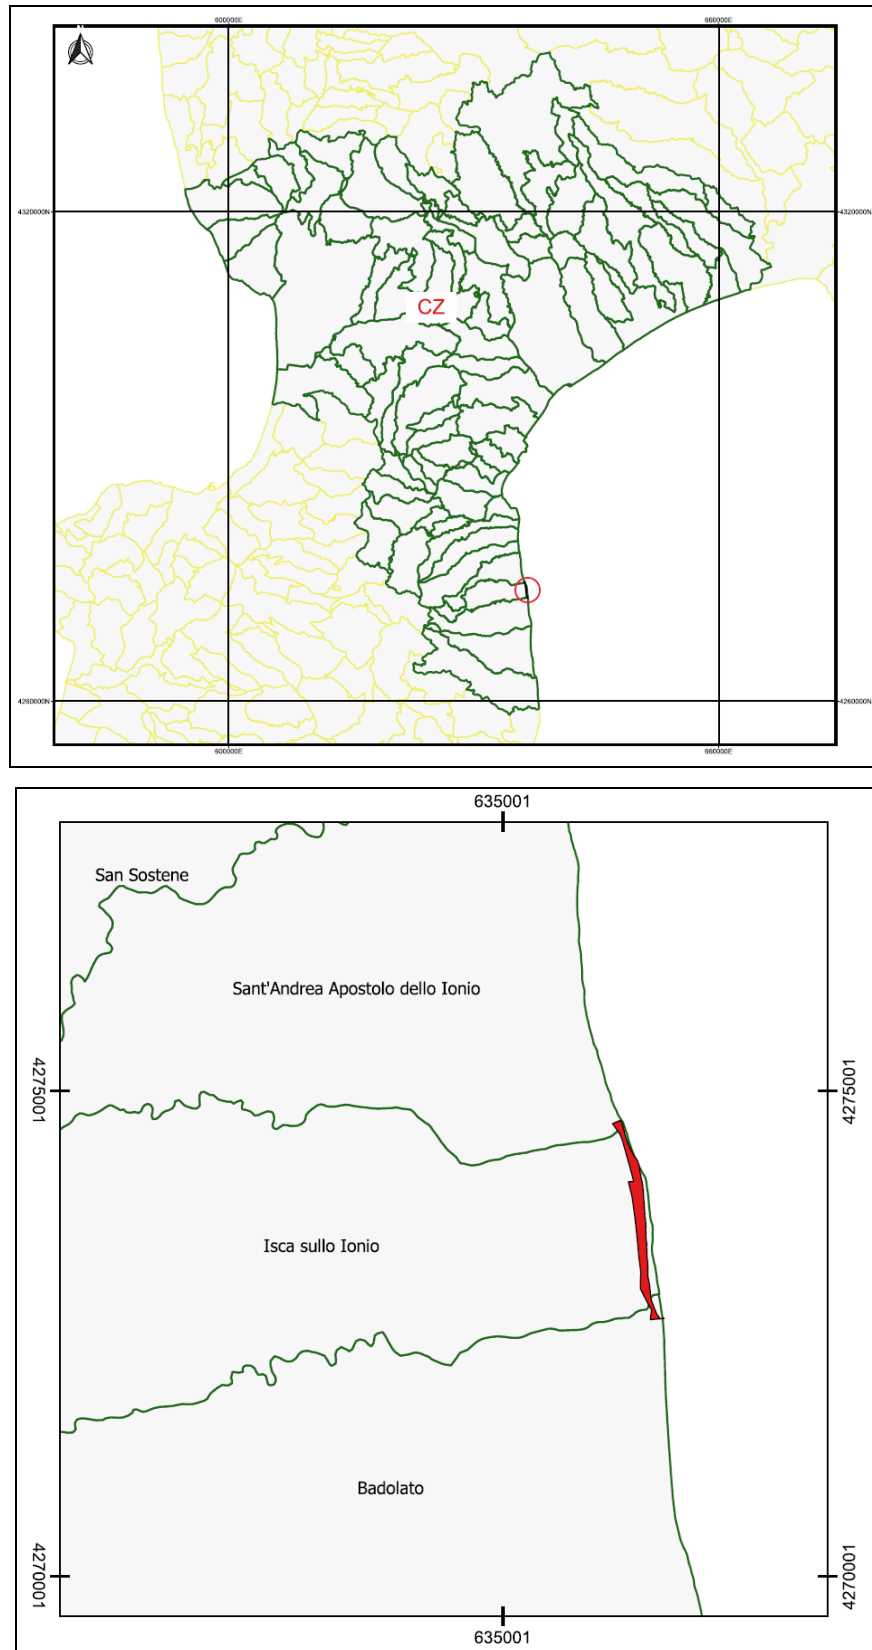 600000E
660000E
N
4320000N
4320000N
CZ
4260000N
4260000N
600000E
660000E
635001
San Sostene
Sant'Andrea Apostolo dello Ionio
4275001
4275001
Isca sullo Ionio
Badolato
4270001
4270001
635001